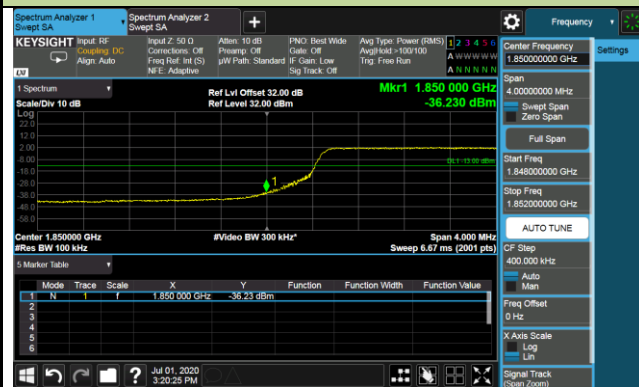 Spectrum Analyzer 1
Swept SA
Spectrum Analyzer 2
Swept SA
+
Frequency
KEYSIGHT
Input: RF
Coupling: DC
Align: Auto
Input Z: 50 Ω
Corrections: Off
Freq Ref: Int (S)
NFE: Adaptive
Atten: 10 dB
Preamp: Off
µW Path: Standard
PNO: Best Wide
Gate: Off
IF Gain: Low
Sig Track: Off
Avg Type: Power (RMS)
Avg|Hold:>100/100
Trig: Free Run
1 2 3 4 5 6
A W W W W W
A N N N N N
LXI
1 Spectrum
Scale/Div 10 dB
Log
Ref Lvl Offset 32.00 dB
Ref Level 32.00 dBm
Mkr1 1.850 000 GHz
-36.230 dBm
22.0
12.0
2.00
-8.00
-18.0
-28.0
-38.0
-48.0
-58.0
DL1 -13.00 dBm
1
Center 1.850000 GHz
#Res BW 100 kHz
#Video BW 300 kHz*
Span 4.000 MHz
Sweep 6.67 ms (2001 pts)
5 Marker Table
Mode Trace Scale X Y Function Function Width Function Value
1 N 1 f 1.850 000 GHz -36.23 dBm
2
3
4
5
6
Jul 01, 2020
3:20:25 PM
?
Center Frequency
1.850000000 GHz
Settings
Span
4.00000000 MHz
Swept Span
Zero Span
Full Span
Start Freq
1.848000000 GHz
Stop Freq
1.852000000 GHz
AUTO TUNE
CF Step
400.000 kHz
Auto
Man
Freq Offset
0 Hz
X Axis Scale
Log
Lin
Signal Track
(Span Zoom)